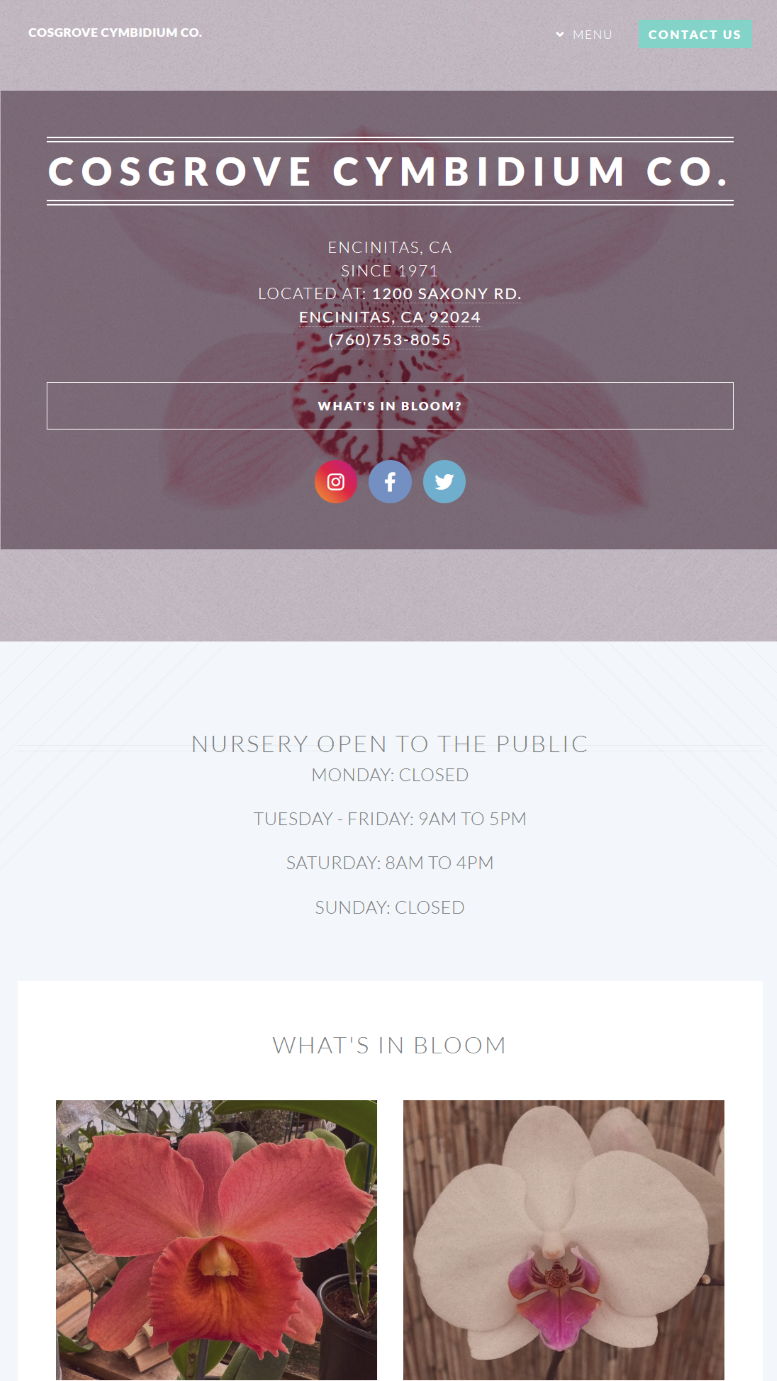 COSGROVE CYMBIDIUM CO.
MENU
CONTACT US
COSGROVE CYMBIDIUM CO.
ENCINITAS, CA
SINCE 1971
LOCATED AT: 1200 SAXONY RD.
ENCINITAS, CA 92024
(760)753-8055
WHAT'S IN BLOOM?
NURSERY OPEN TO THE PUBLIC
MONDAY: CLOSED
TUESDAY - FRIDAY: 9AM TO 5PM
SATURDAY: 8AM TO 4PM
SUNDAY: CLOSED
WHAT'S IN BLOOM